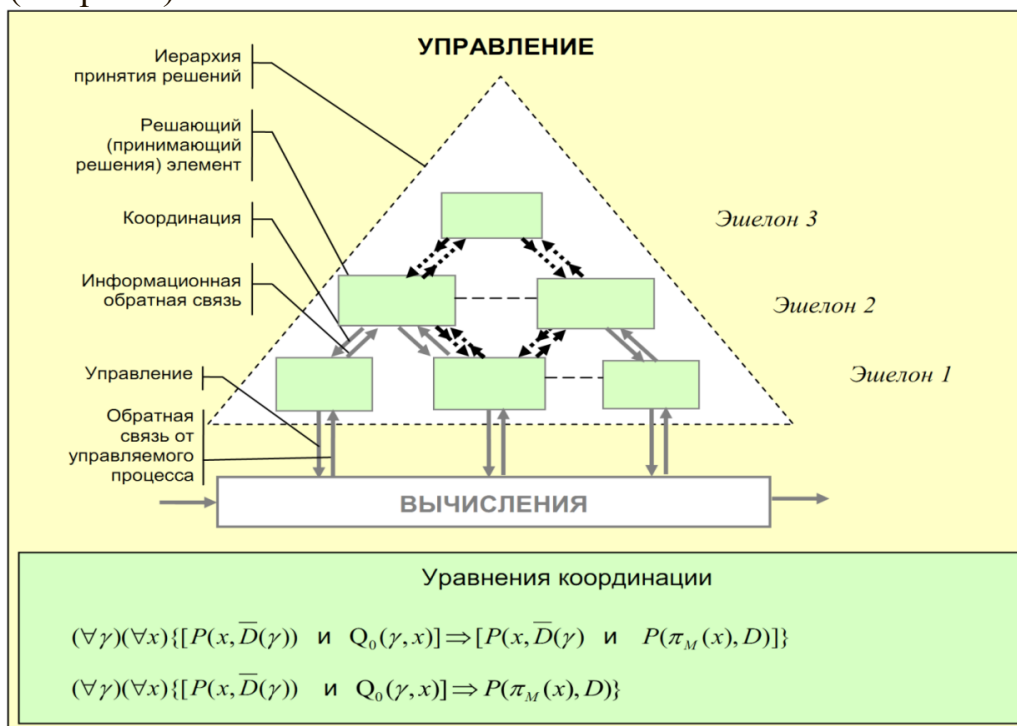 УПРАВЛЕНИЕ
Иерархия
принятия решений
Решающий
(принимающий
решения) элемент
Координация
Информационная
обратная связь
Управление
Обратная
связь от
управляемого
процесса
Эшелон 3
Эшелон 2
Эшелон 1
ВЫЧИСЛЕНИЯ
Уравнения координации
(∀γ)(∀x){[P(x, D̅(γ)) и Q₀(γ, x)] ⇒ [P(x, D̅(γ) и P(π_M(x), D)]}
(∀γ)(∀x){[P(x, D̅(γ)) и Q₀(γ, x)] ⇒ P(π_M(x), D)}